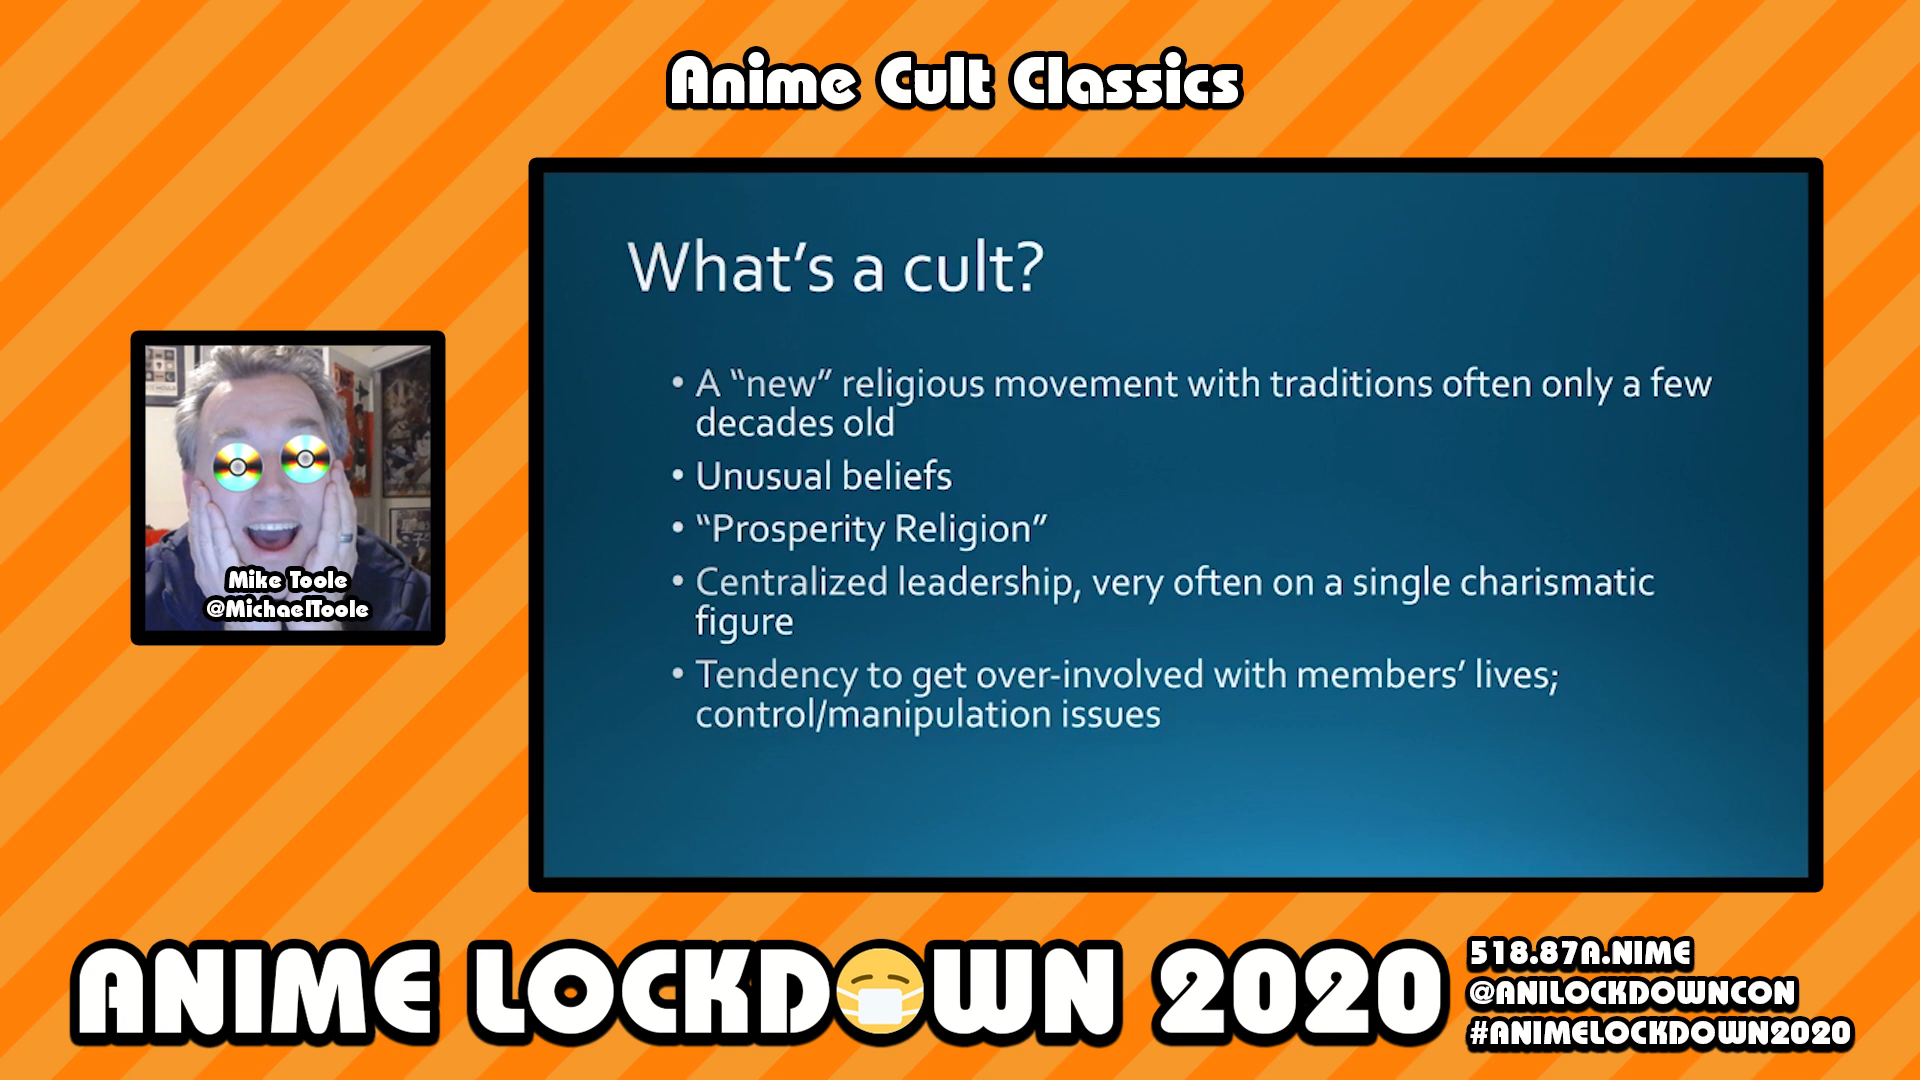 Anime Cult Classics
What’s a cult?
• A “new” religious movement with traditions often only a few
decades old
• Unusual beliefs
• “Prosperity Religion”
• Centralized leadership, very often on a single charismatic
figure
• Tendency to get over-involved with members’ lives;
control/manipulation issues
Mike Toole
@MichaelToole
ANIME LOCKDOWN 2020
518.87A.NIME
@ANILOCKDOWNCON
#ANIMELOCKDOWN2020